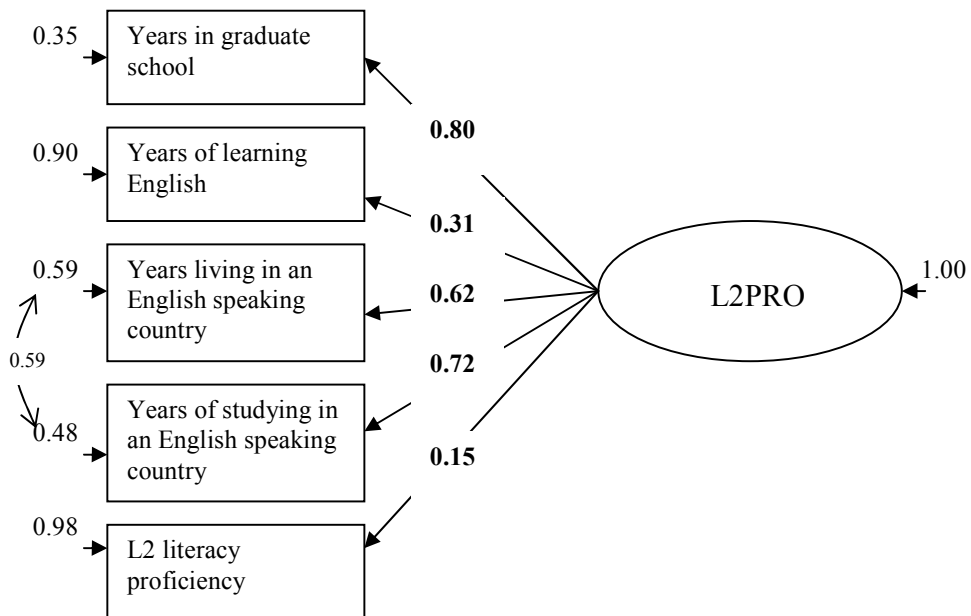 0.35
Years in graduate
school
0.80
0.90
Years of learning
English
0.31
0.59
Years living in an
English speaking
country
0.62
L2PRO
1.00
0.59
0.72
0.48
Years of studying in
an English speaking
country
0.15
0.98
L2 literacy
proficiency